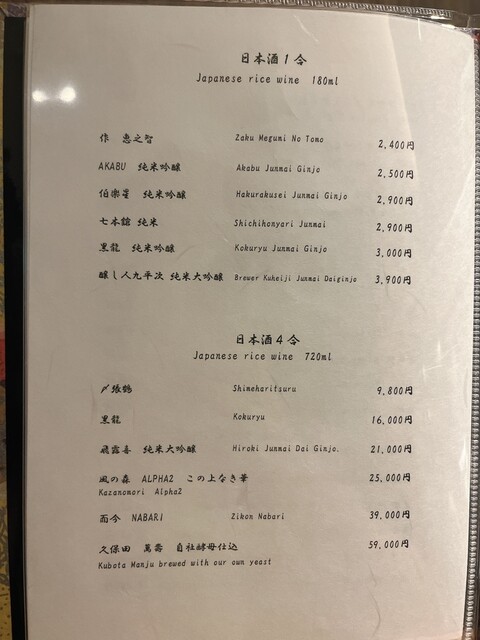 日本酒1合
Japanese rice wine 180ml
作 恵之智 Zaku Megumi No Tomo 2,400円
AKABU 純米吟醸 Akabu Junmai Ginjo 2,500円
伯楽星 純米吟醸 Hakurakusei Junmai Ginjo 2,900円
七本鎗 純米 Shichihonyari Junmai 2,900円
黒龍 純米吟醸 Kokuryu Junmai Ginjo 3,000円
醸し人九平次 純米大吟醸 Brewer Kuheiji Junmai Daiginjo 3,900円
日本酒4合
Japanese rice wine 720ml
〆張鶴 Shimeharitsuru 9,800円
黒龍 Kokuryu 16,000円
飛露喜 純米大吟醸 Hiroki Junmai Dai Ginjo. 21,000円
風の森 ALPHA2 この上なき華 25,000円
Kazanomori Alpha2
而今 NABARI Zikon Nabari 39,000円
久保田 萬壽 自社酵母仕込 59,000円
Kubota Manju brewed with our own yeast